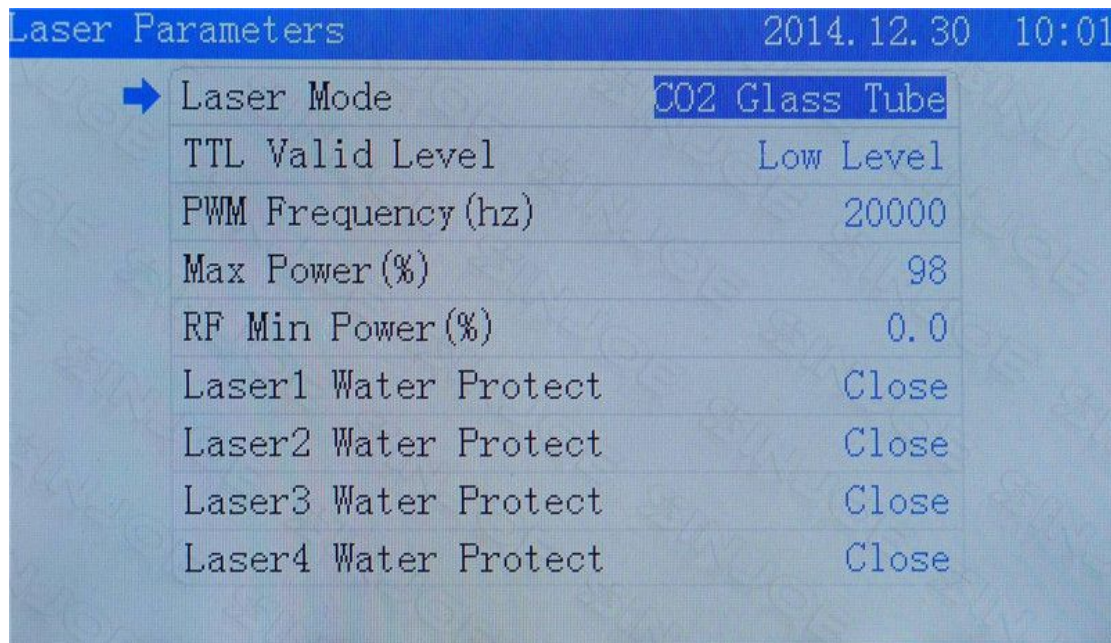 Laser Parameters 2014.12.30 10:01
Laser Mode CO2 Glass Tube
TTL Valid Level Low Level
PWM Frequency(hz) 20000
Max Power(%) 98
RF Min Power(%) 0.0
Laser1 Water Protect Close
Laser2 Water Protect Close
Laser3 Water Protect Close
Laser4 Water Protect Close